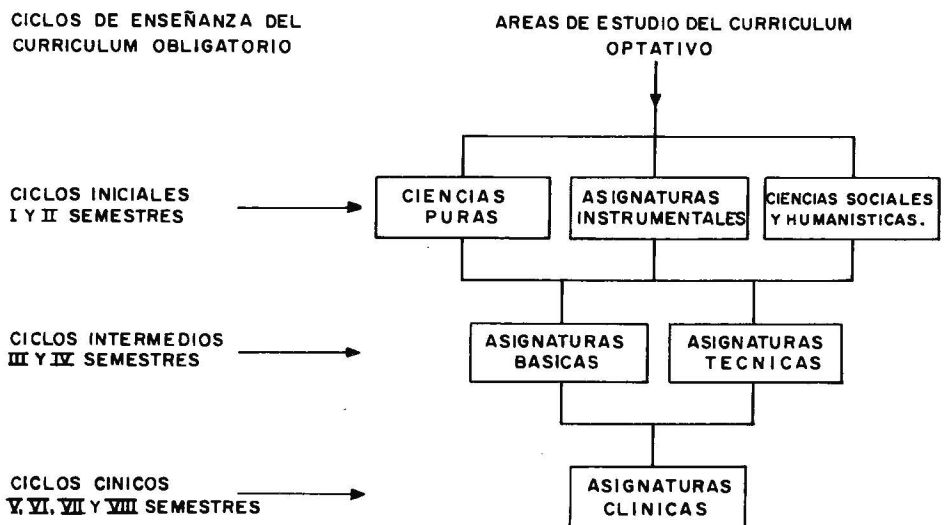 CICLOS DE ENSEÑANZA DEL
CURRICULUM OBLIGATORIO
AREAS DE ESTUDIO DEL CURRICULUM
OPTATIVO
CICLOS INICIALES
I Y II SEMESTRES
CIENCIAS
PURAS
ASIGNATURAS
INSTRUMENTALES
CIENCIAS SOCIALES
Y HUMANISTICAS.
CICLOS INTERMEDIOS
III Y IV SEMESTRES
ASIGNATURAS
BASICAS
ASIGNATURAS
TECNICAS
CICLOS CINICOS
V, VI, VII Y VIII SEMESTRES
ASIGNATURAS
CLINICAS